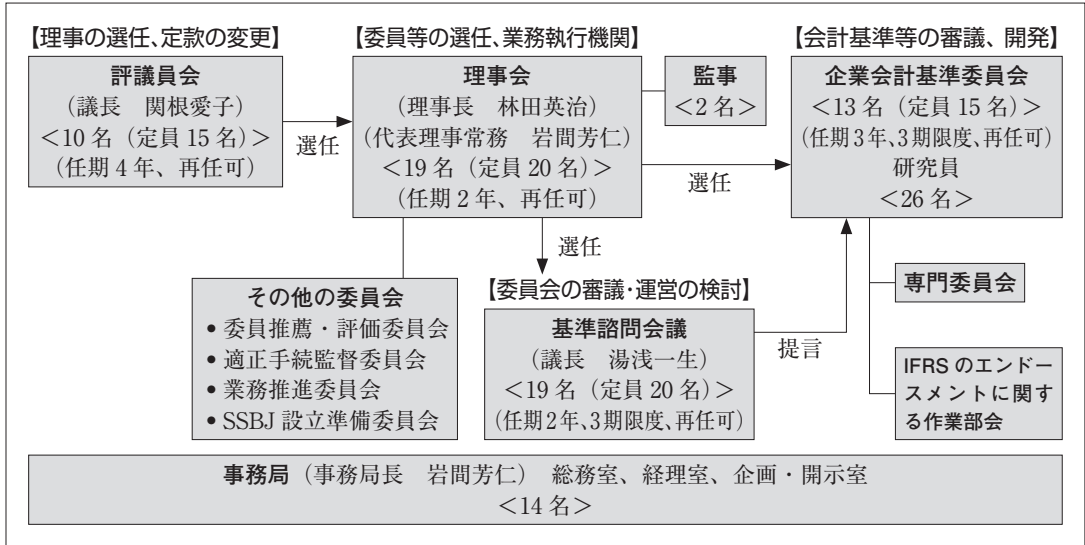 【理事の選任、定款の変更】
評議員会
(議長 関根愛子)
<10名(定員15名)>
(任期4年、再任可)
選任
【委員等の選任、業務執行機関】
理事会
(理事長 林田英治)
(代表理事常務 岩間芳仁)
<19名(定員20名)>
(任期2年、再任可)
監事
<2名>
選任
【会計基準等の審議、開発】
企業会計基準委員会
<13名(定員15名)>
(任期3年、3期限度、再任可)
研究員
<26名>
選任
その他の委員会
• 委員推薦・評価委員会
• 適正手続監督委員会
• 業務推進委員会
• SSBJ設立準備委員会
【委員会の審議・運営の検討】
基準諮問会議
(議長 湯浅一生)
<19名(定員20名)>
(任期2年、3期限度、再任可)
提言
専門委員会
IFRSのエンドー
スメントに関す
る作業部会
事務局(事務局長 岩間芳仁) 総務室、経理室、企画・開示室
<14名>